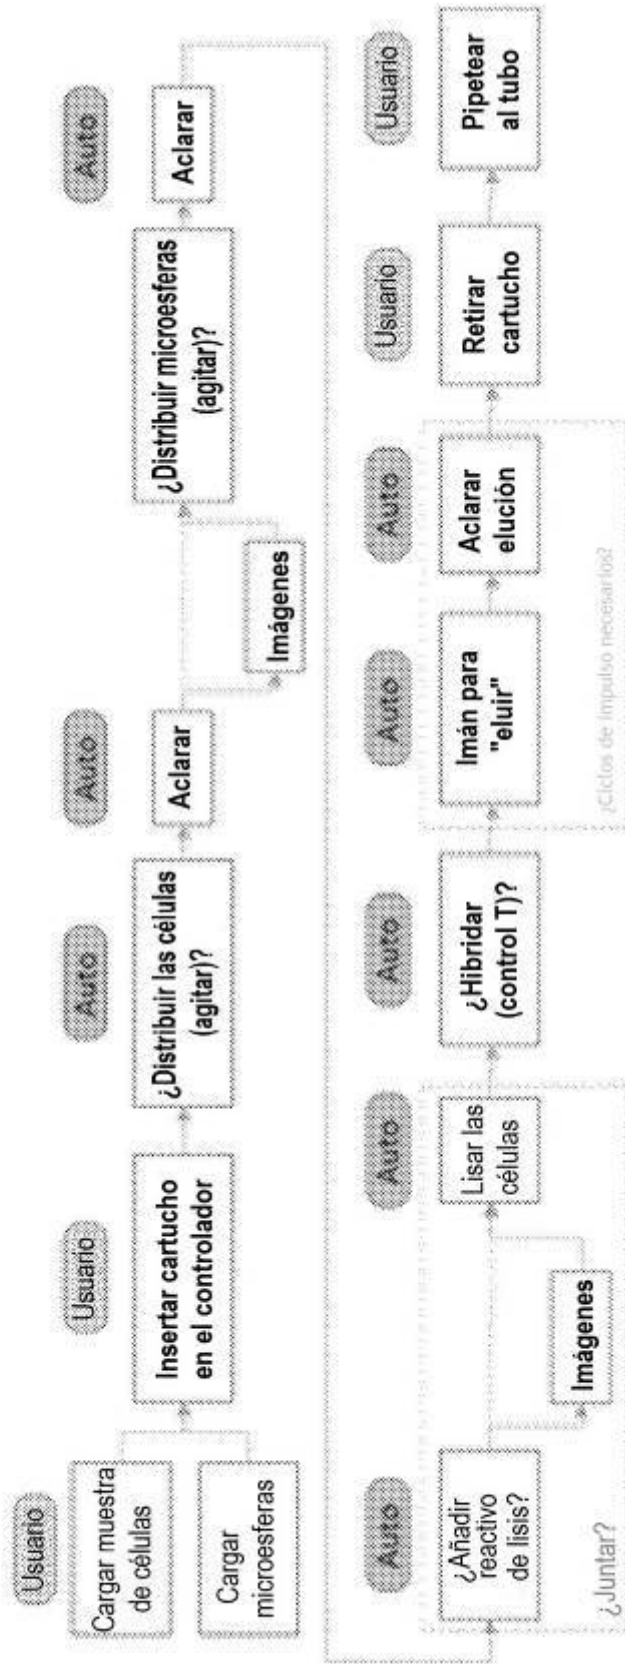 Usuario
Cargar muestra
de células
Cargar
microesferas
Usuario
Insertar cartucho
en el controlador
Auto
¿Distribuir las células
(agitar)?
Auto
Aclarar
Imágenes
¿Distribuir microesferas
(agitar)?
Auto
Aclarar
Auto
¿Añadir
reactivo
de lisis?
¿Juntar?
Imágenes
Auto
Lisar las
células
Auto
¿Hibridar
(control T)?
Auto
Imán para
"eluir"
Auto
Aclarar
elución
¿Ciclos de Impulso necesarios?
Usuario
Retirar
cartucho
Usuario
Pipetear
al tubo